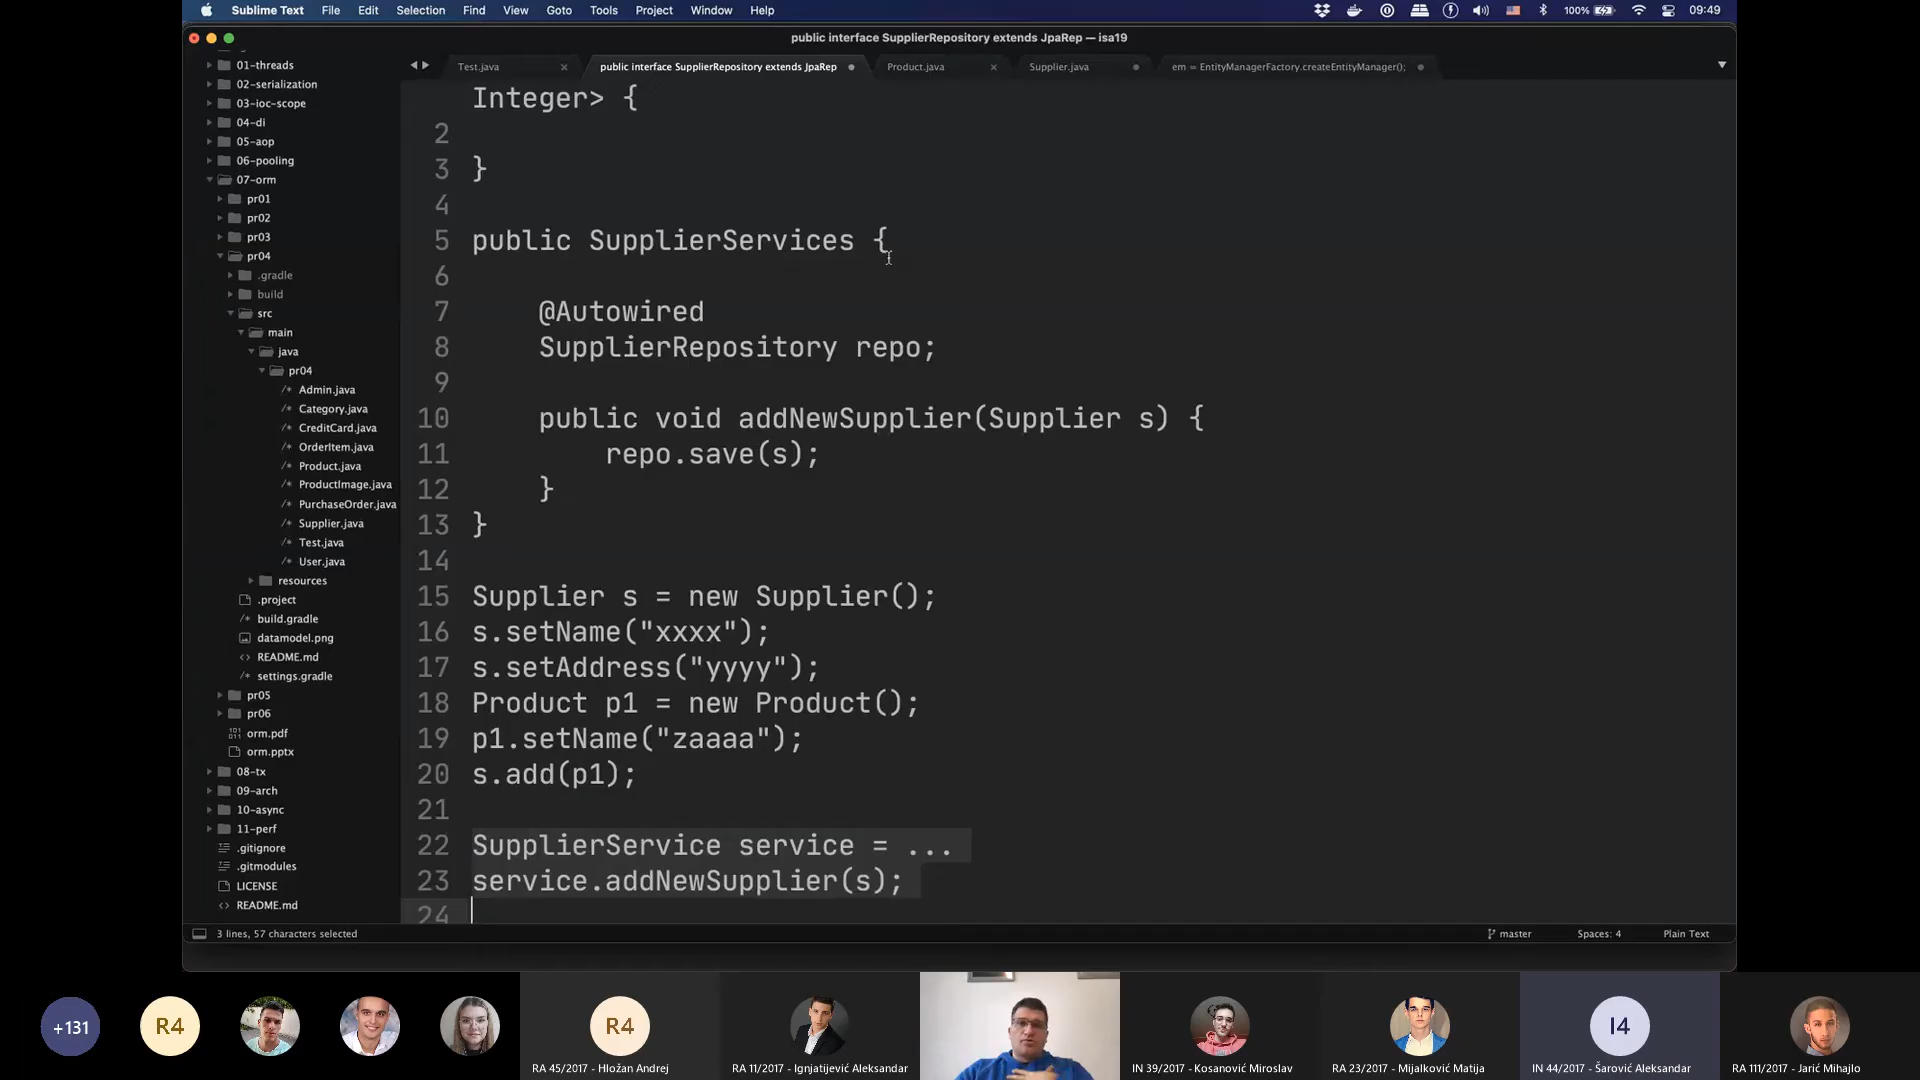 Sublime Text File Edit Selection Find View Goto Tools Project Window Help 100% 09:49
public interface SupplierRepository extends JpaRep — isa19
Test.java public interface SupplierRepository extends JpaRep Product.java Supplier.java em = EntityManagerFactory.createEntityManager();
01-threads
02-serialization
03-ioc-scope
04-di
05-aop
06-pooling
07-orm
pr01
pr02
pr03
pr04
.gradle
build
src
main
java
pr04
Admin.java
Category.java
CreditCard.java
OrderItem.java
Product.java
ProductImage.java
PurchaseOrder.java
Supplier.java
Test.java
User.java
resources
.project
build.gradle
datamodel.png
README.md
settings.gradle
pr05
pr06
orm.pdf
orm.pptx
08-tx
09-arch
10-async
11-perf
.gitignore
.gitmodules
LICENSE
README.md
Integer> {
2
3 }
4
5 public SupplierServices {
6
7 @Autowired
8 SupplierRepository repo;
9
10 public void addNewSupplier(Supplier s) {
11 repo.save(s);
12 }
13 }
14
15 Supplier s = new Supplier();
16 s.setName("xxxx");
17 s.setAddress("yyyy");
18 Product p1 = new Product();
19 p1.setName("zaaaa");
20 s.add(p1);
21
22 SupplierService service = ...
23 service.addNewSupplier(s);
24
3 lines, 57 characters selected master Spaces: 4 Plain Text
+131 R4 R4 I4
RA 45/2017 - Hložan Andrej RA 11/2017 - Ignjatijević Aleksandar IN 39/2017 - Kosanović Miroslav RA 23/2017 - Mijalković Matija IN 44/2017 - Šarović Aleksandar RA 111/2017 - Jarić Mihajlo